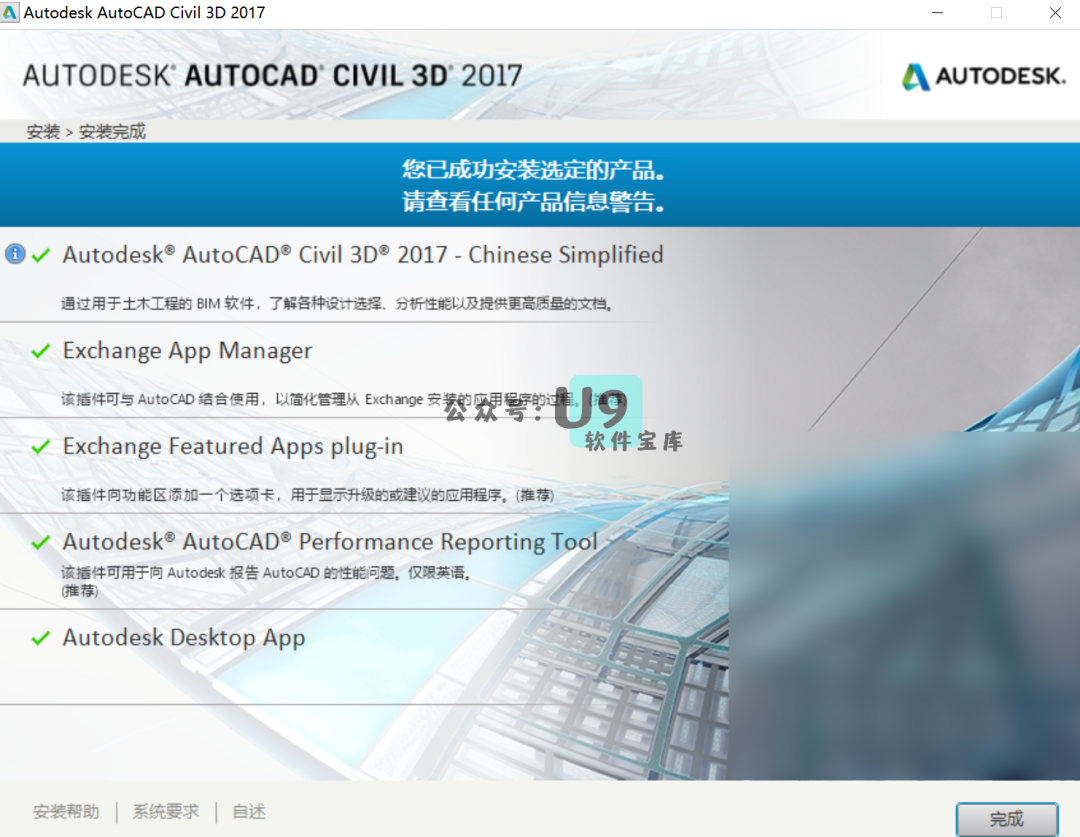 Autodesk AutoCAD Civil 3D 2017
AUTODESK® AUTOCAD® CIVIL 3D® 2017
AUTODESK.
安装 > 安装完成
您已成功安装选定的产品。
请查看任何产品信息警告。
Autodesk® AutoCAD® Civil 3D® 2017 - Chinese Simplified
通过用于土木工程的 BIM 软件，了解各种设计选择、分析性能以及提供更高质量的文档。
Exchange App Manager
该插件可与 AutoCAD 结合使用，以简化管理从 Exchange 安装的应用程序的过程。(推荐)
公众号：U9
软件宝库
Exchange Featured Apps plug-in
该插件向功能区添加一个选项卡，用于显示升级的或建议的应用程序。(推荐)
Autodesk® AutoCAD® Performance Reporting Tool
该插件可用于向 Autodesk 报告 AutoCAD 的性能问题。仅限英语。
(推荐)
Autodesk Desktop App
安装帮助 | 系统要求 | 自述
完成